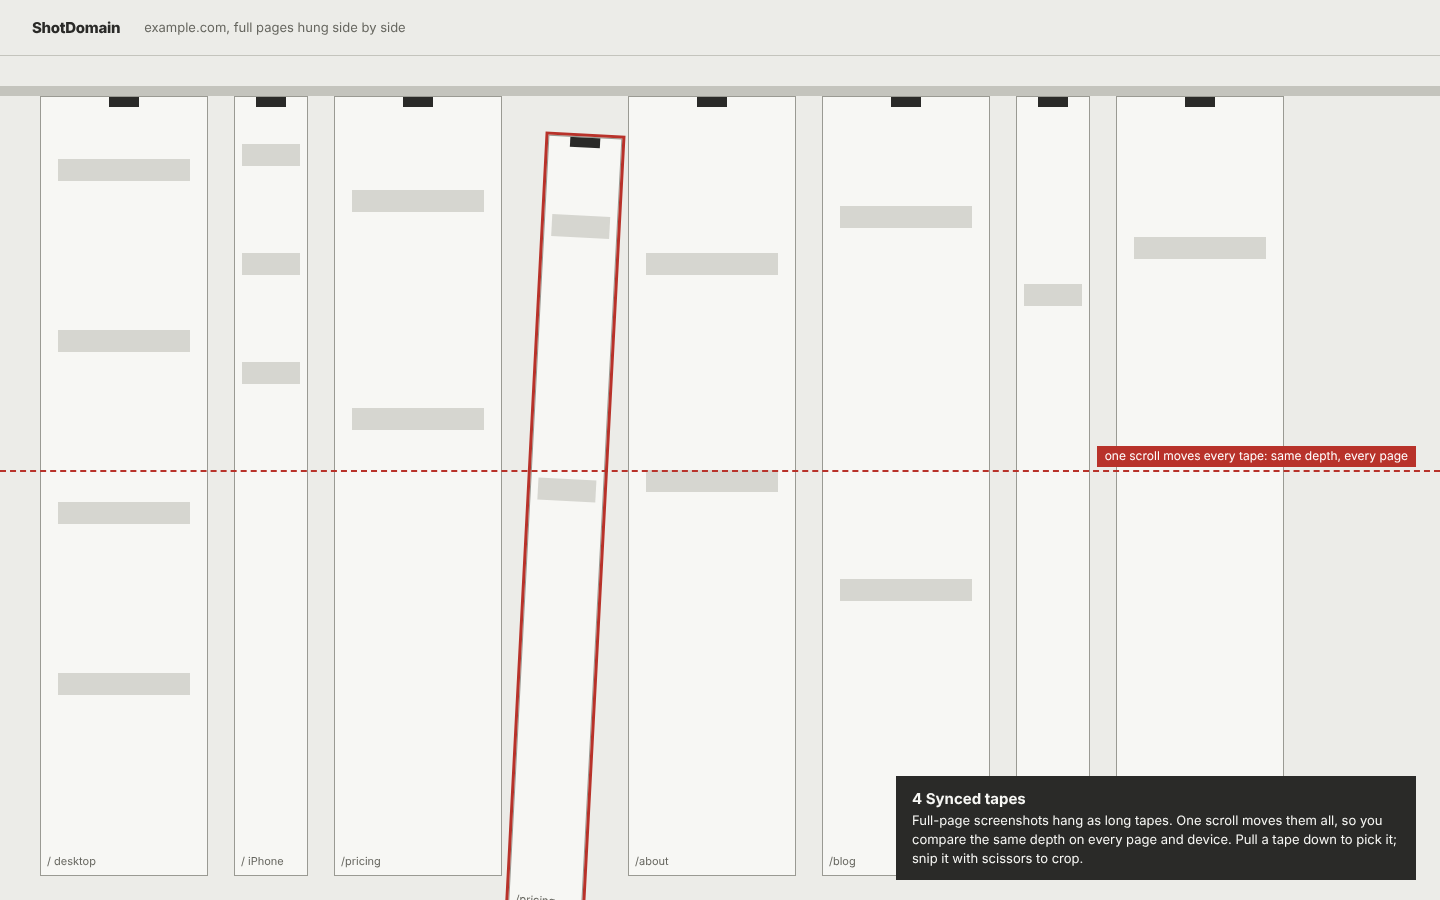 ShotDomain
example.com, full pages hung side by side
one scroll moves every tape: same depth, every page
4 Synced tapes
Full-page screenshots hang as long tapes. One scroll moves them all, so you
compare the same depth on every page and device. Pull a tape down to pick it;
snip it with scissors to crop.
/ desktop
/ iPhone
/pricing
/pricing
/about
/blog